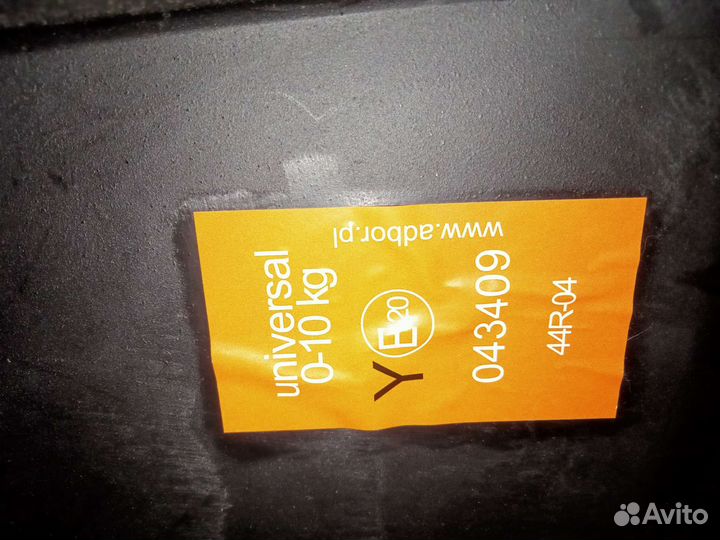 universal
0-10 kg
Y E20
043409
44R-04
www.adbor.pl
Avito